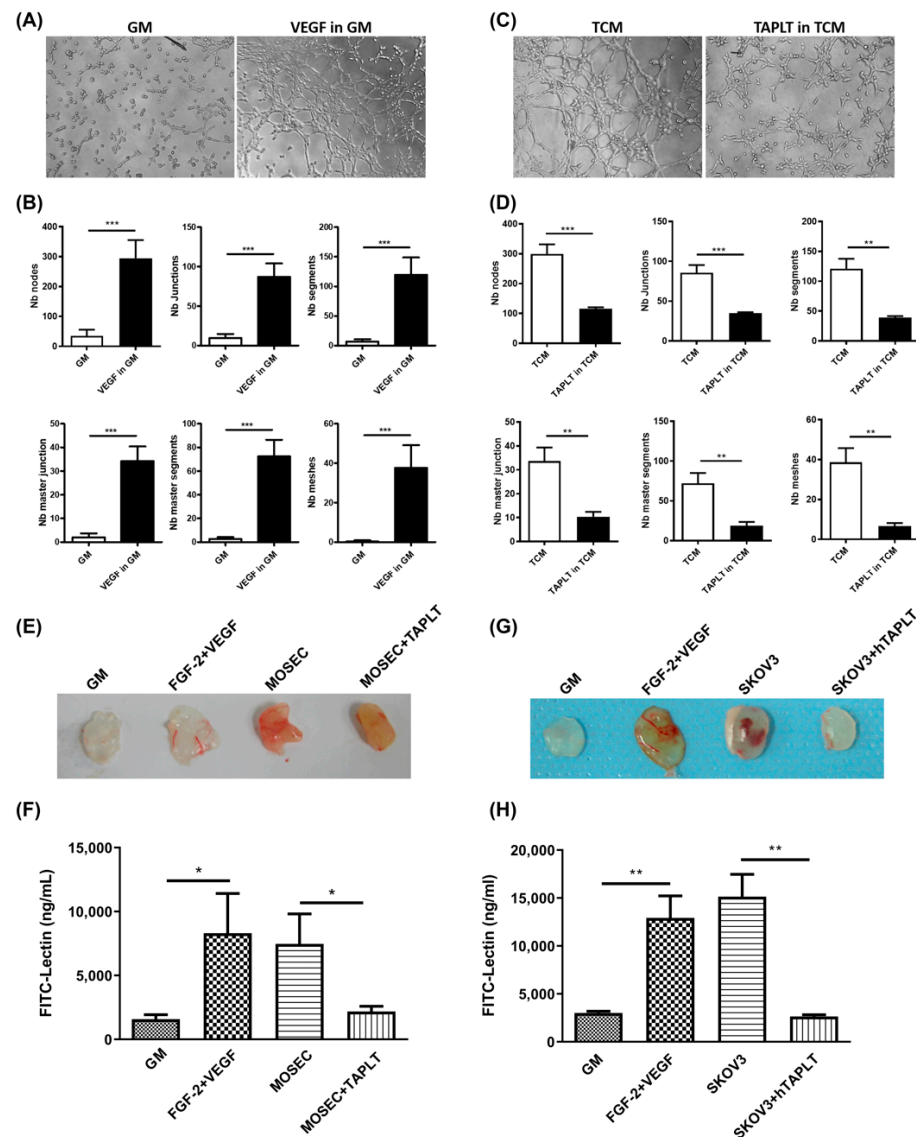 (A)
GM
VEGF in GM
(C)
TCM
TAPLT in TCM
(B)
Nb nodes
400
300
200
100
0
***
GM
VEGF in GM
Nb Junctions
150
100
50
0
***
GM
VEGF in GM
Nb segments
200
150
100
50
0
***
GM
VEGF in GM
Nb master junction
50
40
30
20
10
0
***
GM
VEGF in GM
Nb master segments
100
80
60
40
20
0
***
GM
VEGF in GM
Nb meshes
60
40
20
0
***
GM
VEGF in GM
(D)
Nb nodes
400
300
200
100
0
***
TCM
TAPLT in TCM
Nb Junctions
150
100
50
0
***
TCM
TAPLT in TCM
Nb segments
200
150
100
50
0
**
TCM
TAPLT in TCM
Nb master junction
50
40
30
20
10
0
**
TCM
TAPLT in TCM
Nb master segments
150
100
50
0
**
TCM
TAPLT in TCM
Nb meshes
60
40
20
0
**
TCM
TAPLT in TCM
(E)
GM
FGF-2+VEGF
MOSEC
MOSEC+TAPLT
(G)
GM
FGF-2+VEGF
SKOV3
SKOV3+hTAPLT
(F)
FITC-Lectin (ng/mL)
15,000
10,000
5,000
0
*
*
GM
FGF-2+VEGF
MOSEC
MOSEC+TAPLT
(H)
FITC-Lectin (ng/ml)
20,000
15,000
10,000
5,000
0
**
**
GM
FGF-2+VEGF
SKOV3
SKOV3+hTAPLT